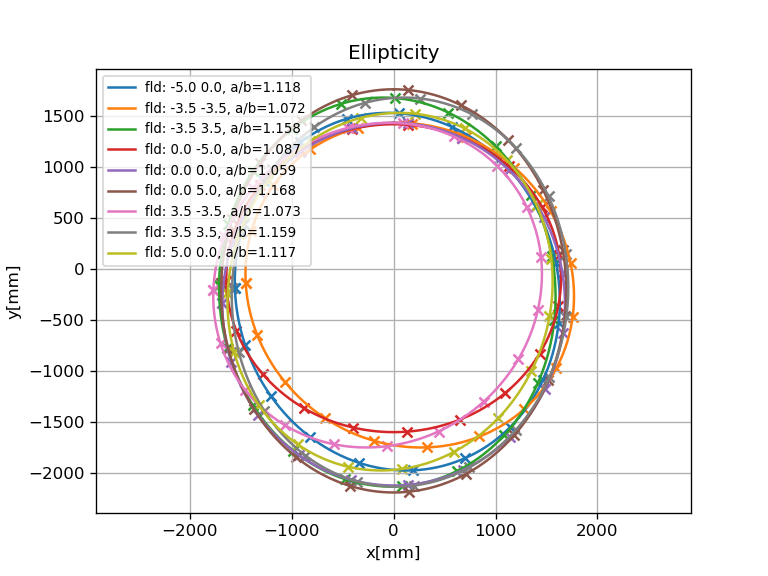 Ellipticity
fld: -5.0 0.0, a/b=1.118
fld: -3.5 -3.5, a/b=1.072
fld: -3.5 3.5, a/b=1.158
fld: 0.0 -5.0, a/b=1.087
fld: 0.0 0.0, a/b=1.059
fld: 0.0 5.0, a/b=1.168
fld: 3.5 -3.5, a/b=1.073
fld: 3.5 3.5, a/b=1.159
fld: 5.0 0.0, a/b=1.117
1500
1000
500
0
−500
−1000
−1500
−2000
y[mm]
−2000
−1000
0
1000
2000
x[mm]